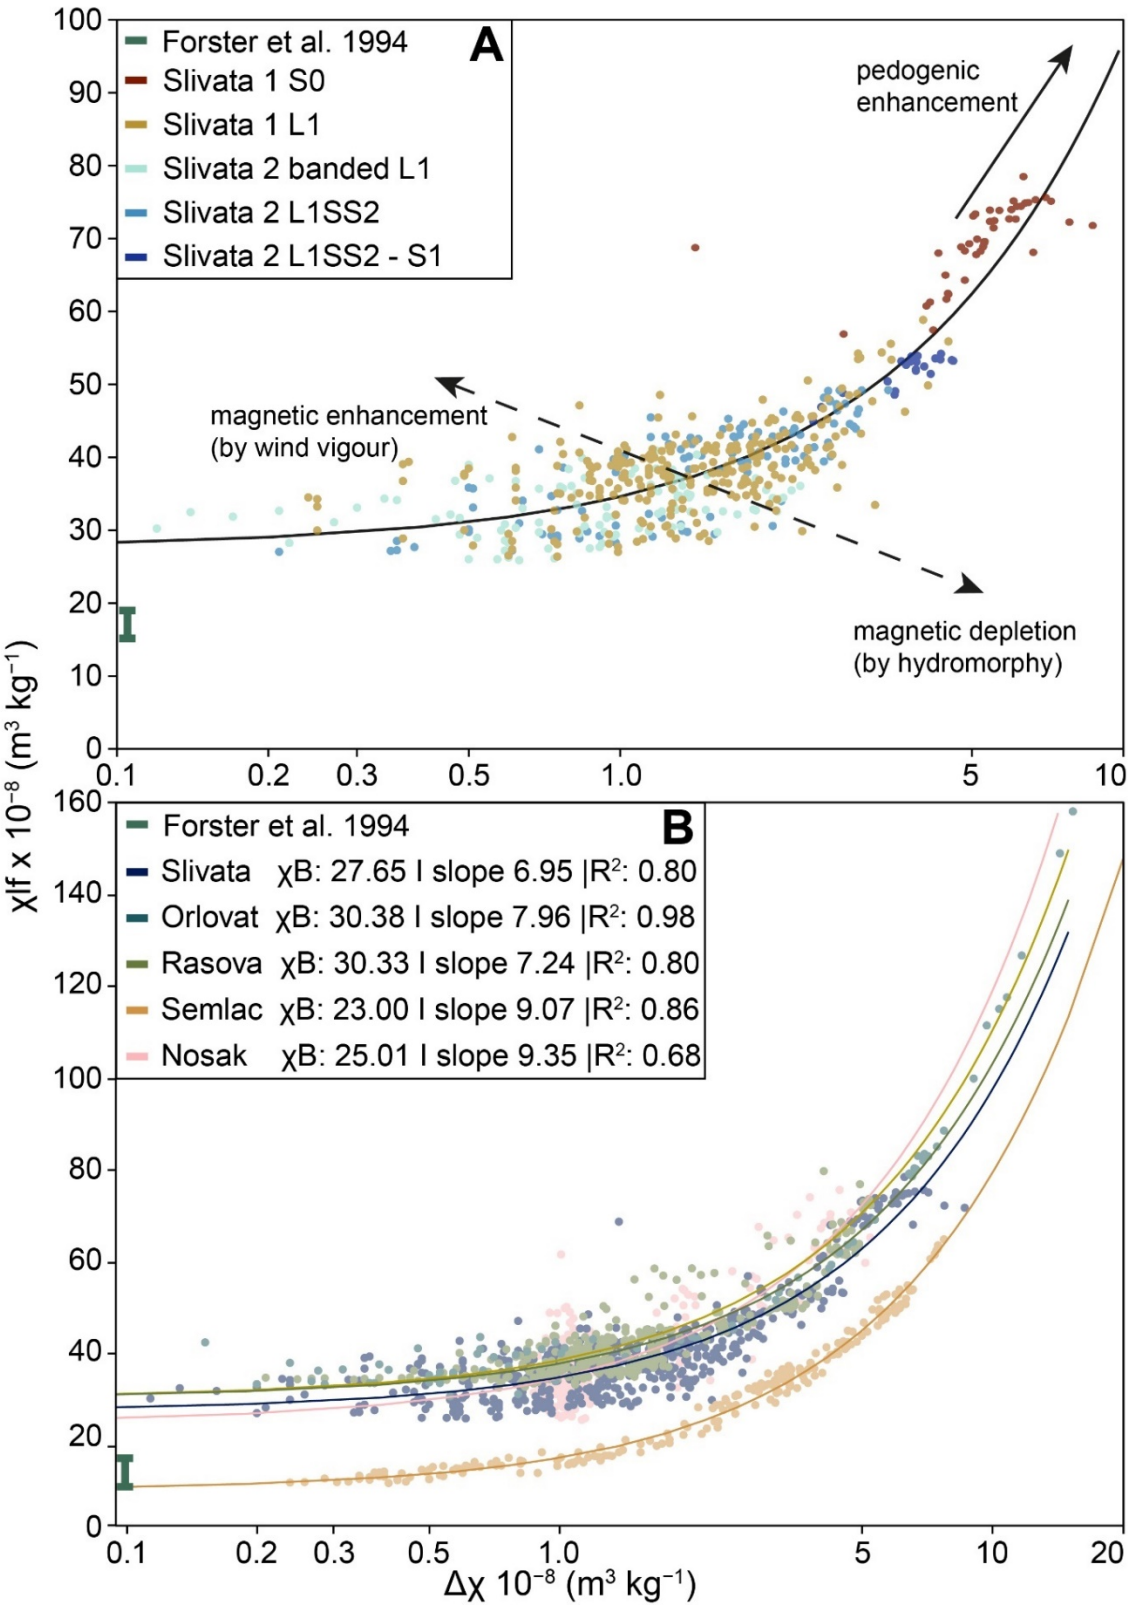 100
90
80
70
60
50
40
30
20
10
0
Forster et al. 1994
A
Slivata 1 S0
Slivata 1 L1
Slivata 2 banded L1
Slivata 2 L1SS2
Slivata 2 L1SS2 - S1
pedogenic
enhancement
magnetic enhancement
(by wind vigour)
magnetic depletion
(by hydromorphy)
0.1 0.2 0.3 0.5 1.0 5 10
χlf x 10⁻⁸ (m³ kg⁻¹)
160
140
120
100
80
60
40
20
0
Forster et al. 1994
B
Slivata χB: 27.65 I slope 6.95 |R²: 0.80
Orlovat χB: 30.38 I slope 7.96 |R²: 0.98
Rasova χB: 30.33 I slope 7.24 |R²: 0.80
Semlac χB: 23.00 I slope 9.07 |R²: 0.86
Nosak χB: 25.01 I slope 9.35 |R²: 0.68
0.1 0.2 0.3 0.5 1.0 5 10 20
Δχ 10⁻⁸ (m³ kg⁻¹)